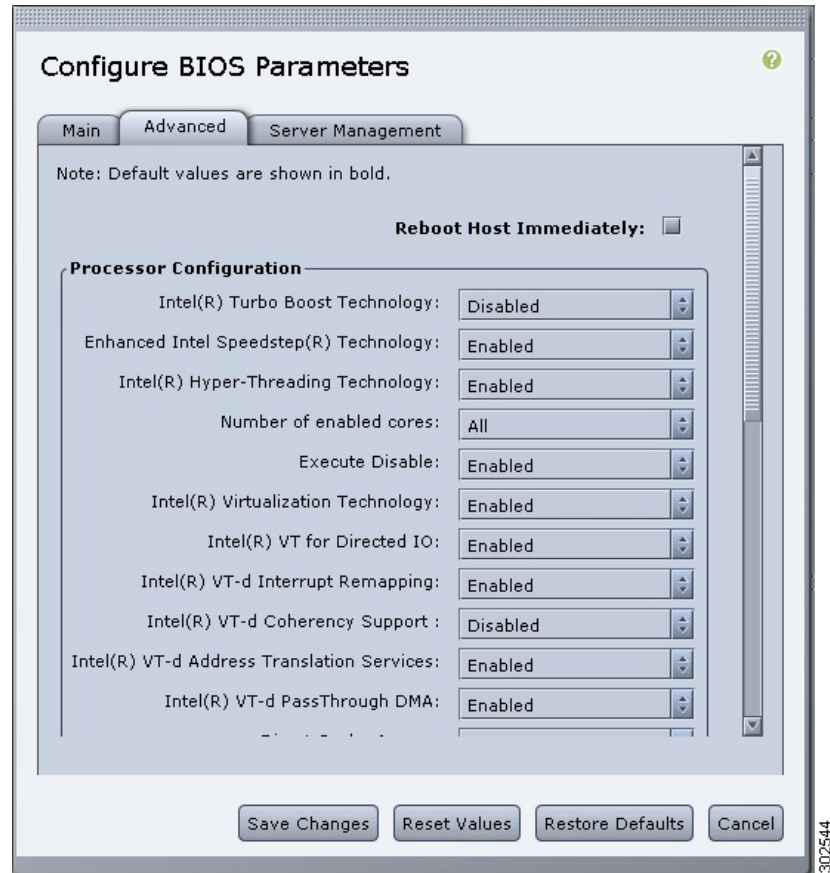 Configure BIOS Parameters
Main Advanced Server Management
Note: Default values are shown in bold.
Reboot Host Immediately:
Processor Configuration
Intel(R) Turbo Boost Technology: Disabled
Enhanced Intel Speedstep(R) Technology: Enabled
Intel(R) Hyper-Threading Technology: Enabled
Number of enabled cores: All
Execute Disable: Enabled
Intel(R) Virtualization Technology: Enabled
Intel(R) VT for Directed IO: Enabled
Intel(R) VT-d Interrupt Remapping: Enabled
Intel(R) VT-d Coherency Support : Disabled
Intel(R) VT-d Address Translation Services: Enabled
Intel(R) VT-d PassThrough DMA: Enabled
Save Changes Reset Values Restore Defaults Cancel
302544